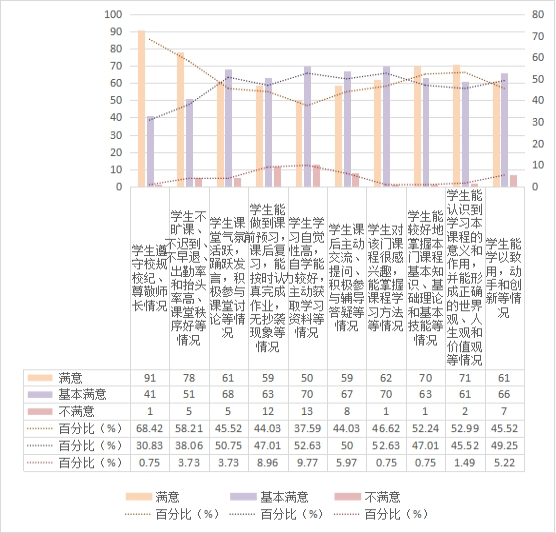 100
90
80
70
60
50
40
30
20
10
0
80
70
60
50
40
30
20
10
0
学生遵
守校规
校纪、
尊敬师
长情况
学生不
旷课、
不迟到、
不早退、
出勤率
和抬头
率高、
课堂秩
序好等
情况
学生课
堂气氛
活跃，
踊跃发
言，积
极参与
课堂讨
论等情
况
学生能
做到课
前预习，
课后复
习，能
按时认
真完成
作业，
无抄袭
现象等
情况
学生学
习自觉
性高，
自学能
力较好，
主动获
取学习
资料等
情况
学生课
后主动
交流、
提问、
积极参
与辅导
答疑等
情况
学生对
该门课
程很感
兴趣，
能掌握
课程学
习方法
等情况
学生能
较好地
掌握本
门课程
基本知
识、基
础理论
和基本
技能等
情况
学生能
认识到
学习本
课程的
意义和
作用，
并能形
成正确
的世界
观、人
生观和
价值观
等情况
学生能
学以致
用，动
手和创
新等情
况
满意 91 78 61 59 50 59 62 70 71 61
基本满意 41 51 68 63 70 67 70 63 61 66
不满意 1 5 5 12 13 8 1 1 2 7
百分比（%） 68.42 58.21 45.52 44.03 37.59 44.03 46.62 52.24 52.99 45.52
百分比（%） 30.83 38.06 50.75 47.01 52.63 50 52.63 47.01 45.52 49.25
百分比（%） 0.75 3.73 3.73 8.96 9.77 5.97 0.75 0.75 1.49 5.22
满意 基本满意 不满意
百分比（%） 百分比（%） 百分比（%）